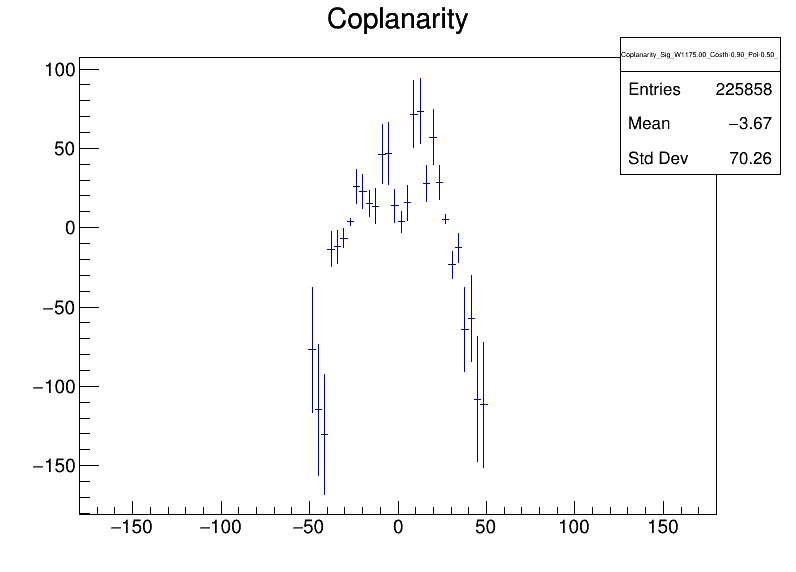 Coplanarity
Coplanarity_Sig_W1175.00_Costh-0.90_Pol-0.50_
Entries 225858
Mean −3.67
Std Dev 70.26
100
50
0
−50
−100
−150
−150 −100 −50 0 50 100 150